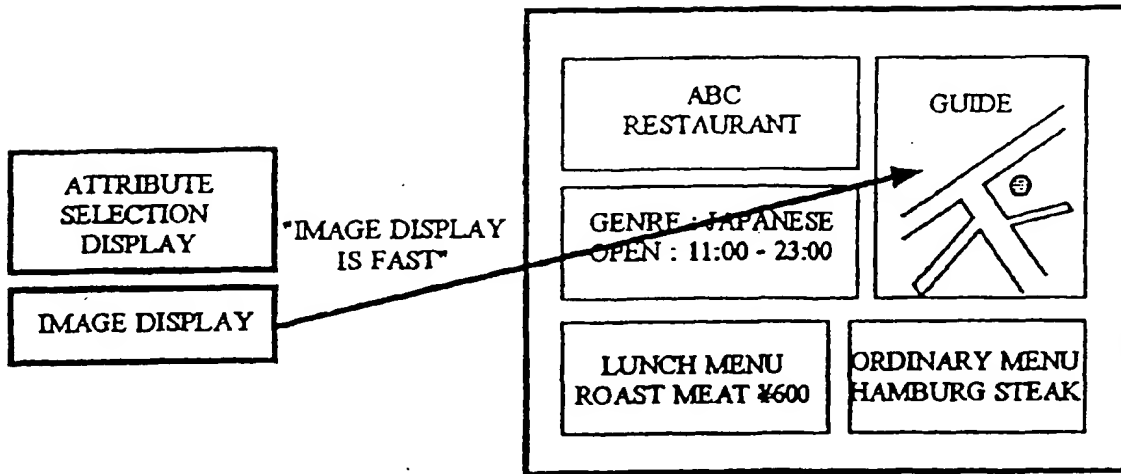 ATTRIBUTE
SELECTION
DISPLAY
IMAGE DISPLAY
"IMAGE DISPLAY
IS FAST"
ABC
RESTAURANT
GUIDE
GENRE : JAPANESE
OPEN : 11:00 - 23:00
LUNCH MENU
ROAST MEAT ¥600
ORDINARY MENU
HAMBURG STEAK